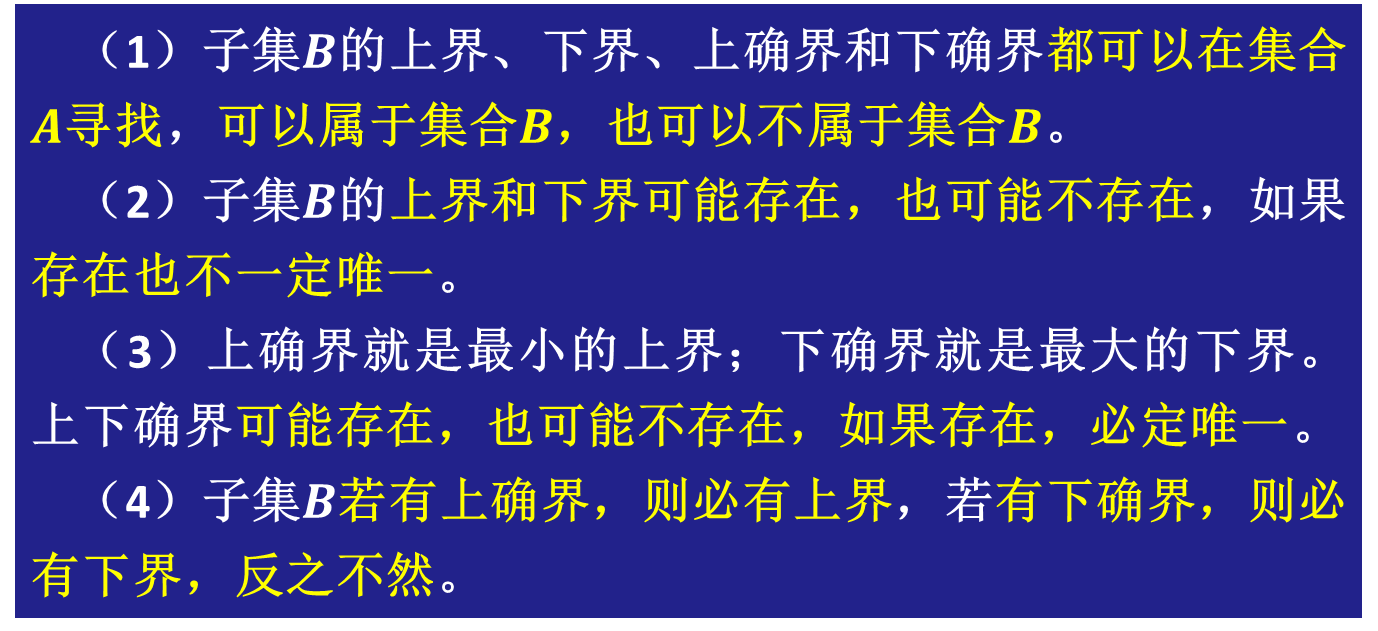 （1）子集B的上界、下界、上确界和下确界都可以在集合
A寻找，可以属于集合B，也可以不属于集合B。
（2）子集B的上界和下界可能存在，也可能不存在，如果
存在也不一定唯一。
（3）上确界就是最小的上界；下确界就是最大的下界。
上下确界可能存在，也可能不存在，如果存在，必定唯一。
（4）子集B若有上确界，则必有上界，若有下确界，则必
有下界，反之不然。